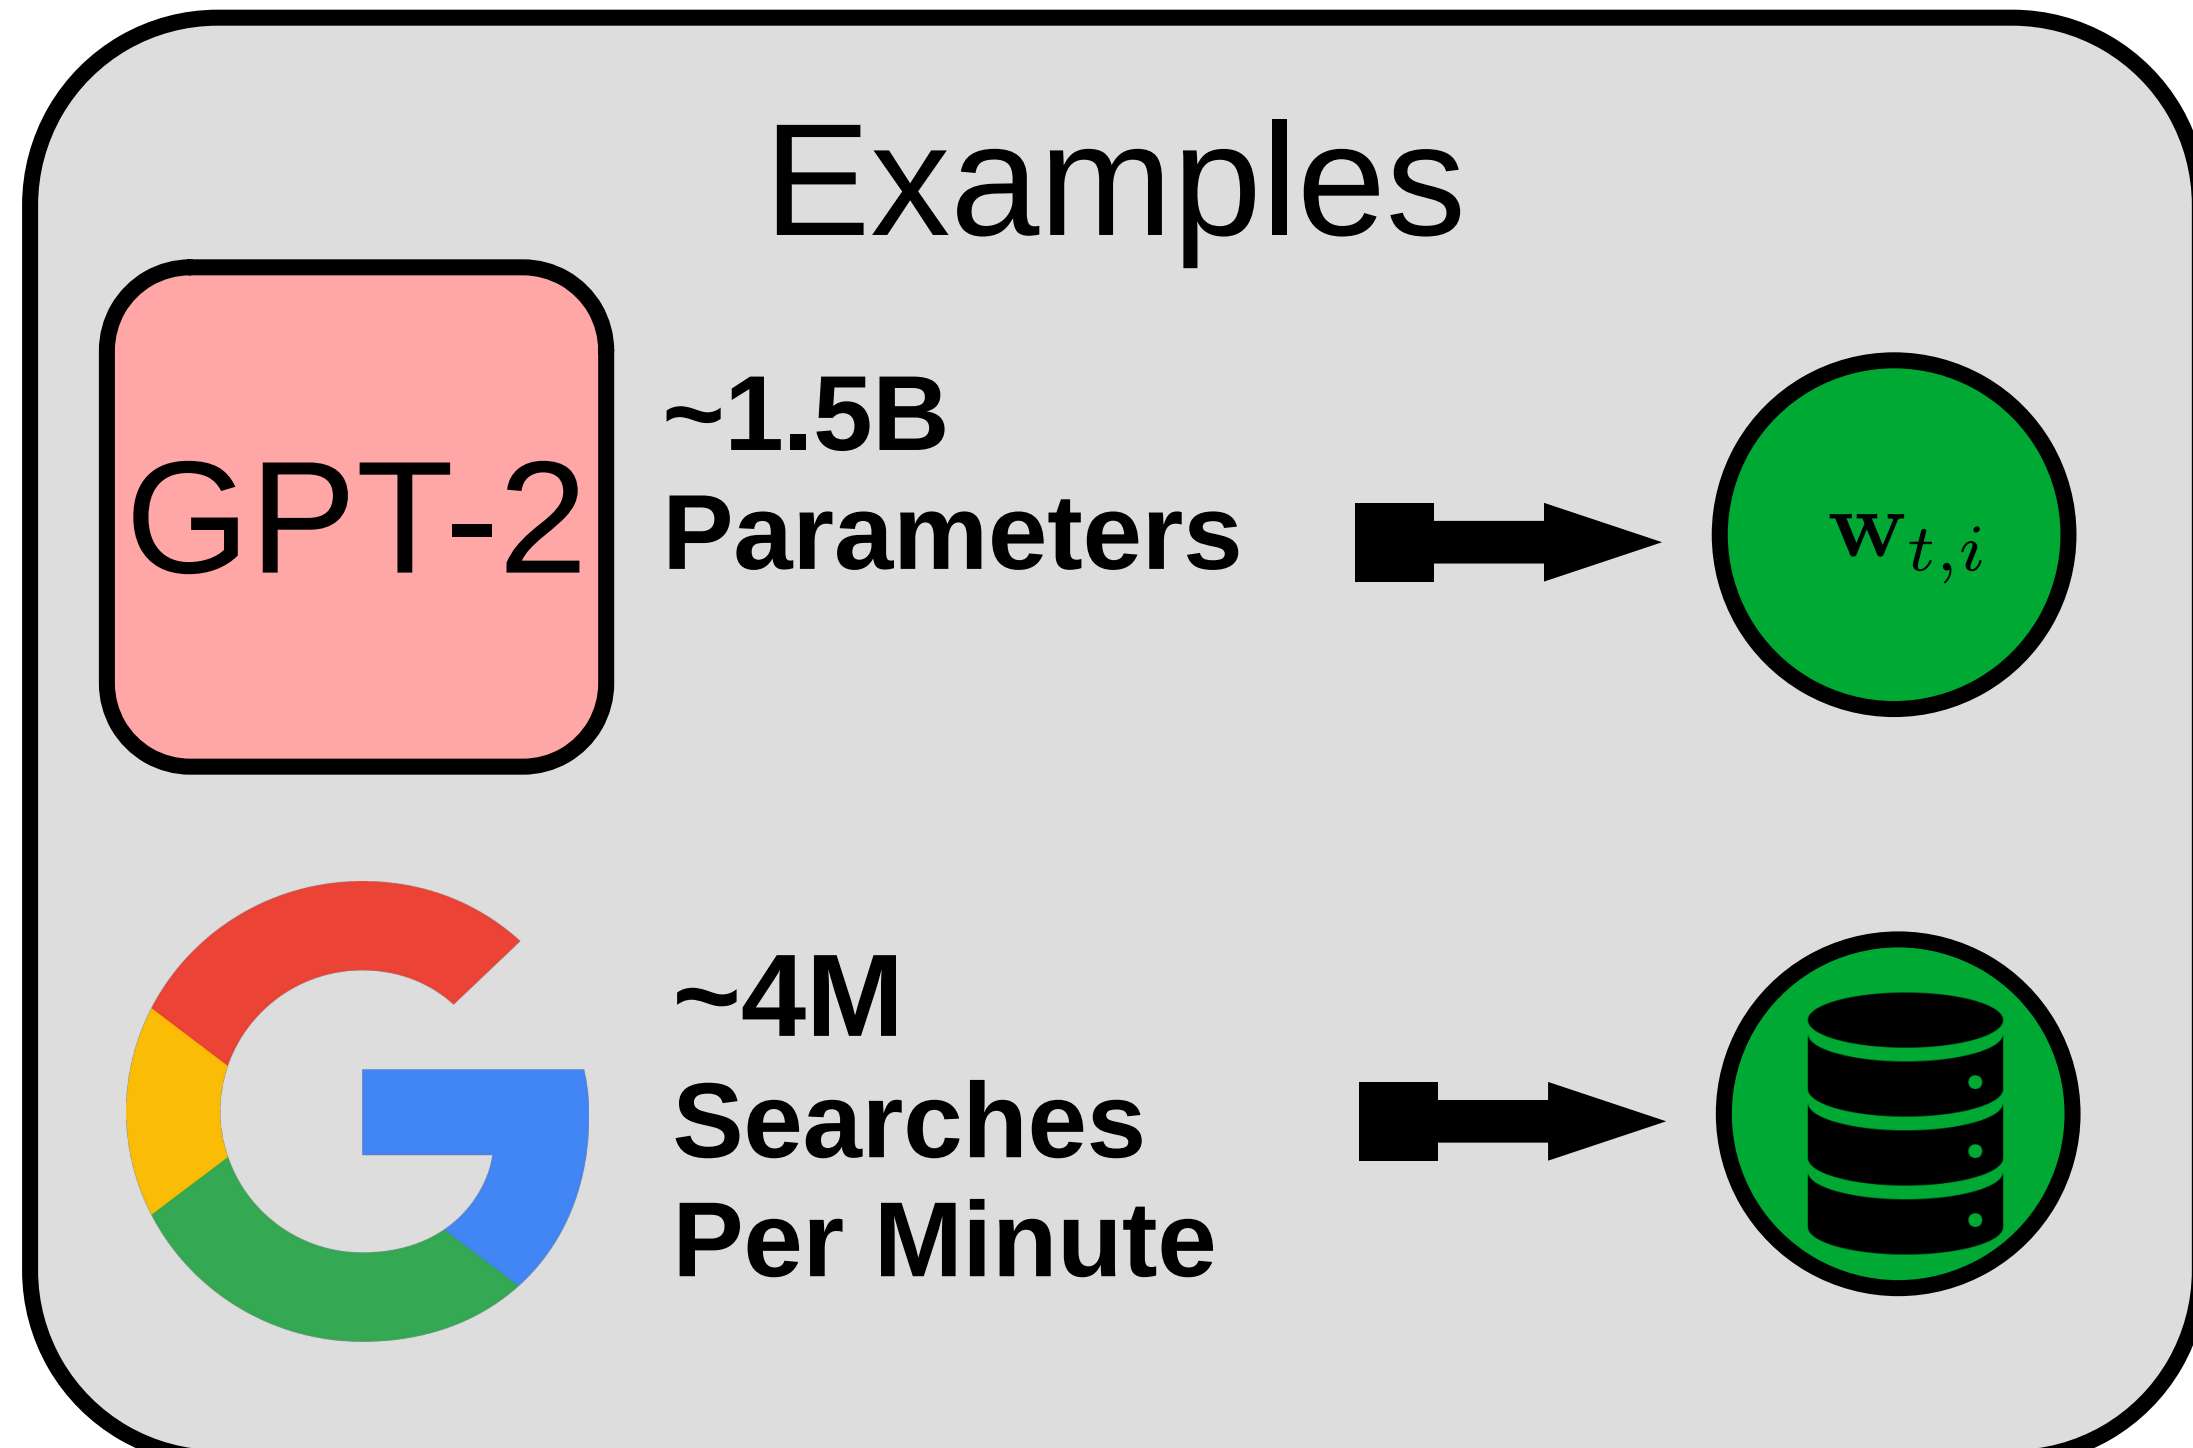 Examples
GPT-2
~1.5B
Parameters
w_{t,i}
~4M
Searches
Per Minute